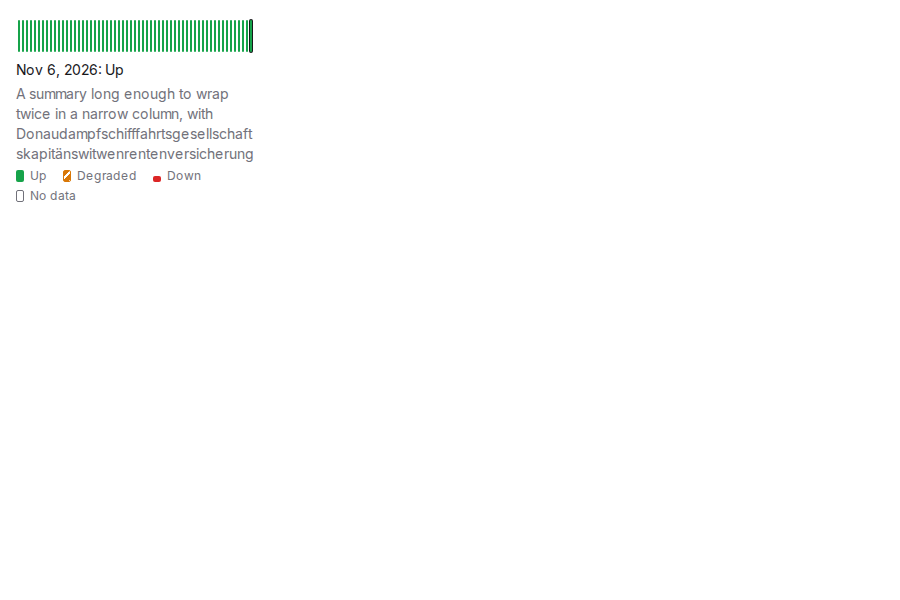 Nov 6, 2026: Up
A summary long enough to wrap
twice in a narrow column, with
Donaudampfschifffahrtsgesellschaft
skapitänswitwenrentenversicherung
Up Degraded Down
No data